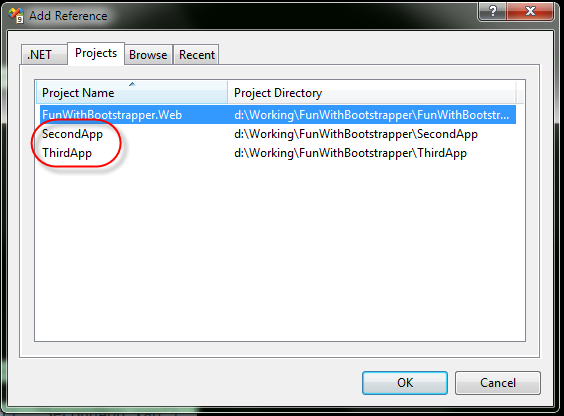 Add Reference
.NET Projects Browse Recent
Project Name Project Directory
FunWithBootstrapper.Web d:\Working\FunWithBootstrapper\FunWithBootstr...
SecondApp d:\Working\FunWithBootstrapper\SecondApp
ThirdApp d:\Working\FunWithBootstrapper\ThirdApp
OK Cancel